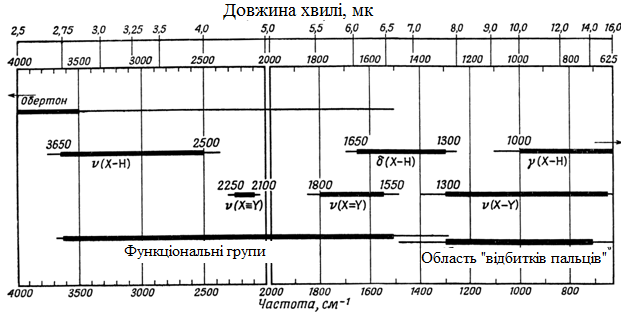 Довжина хвилі, мк
2,5 2,75 3,0 3,5 4,0 4,5 5,0 5,5 6,0 6,5 7,0 8,0 9,0 10,0 12,0 14,0 16,0
4000 3500 3000 2500 2000 1800 1600 1400 1200 1000 800 625
Обертон
3650 2500 1650 1300 1000
ν(X-H) δ(X-H) γ(X-H)
2250 2100 1800 1550 1300
ν(X≡Y) ν(X=Y) ν(X-Y)
Функціональні групи
Область "відбитків пальців"
4000 3500 3000 2500 2000 1800 1600 1400 1200 1000 800
Частота, см⁻¹